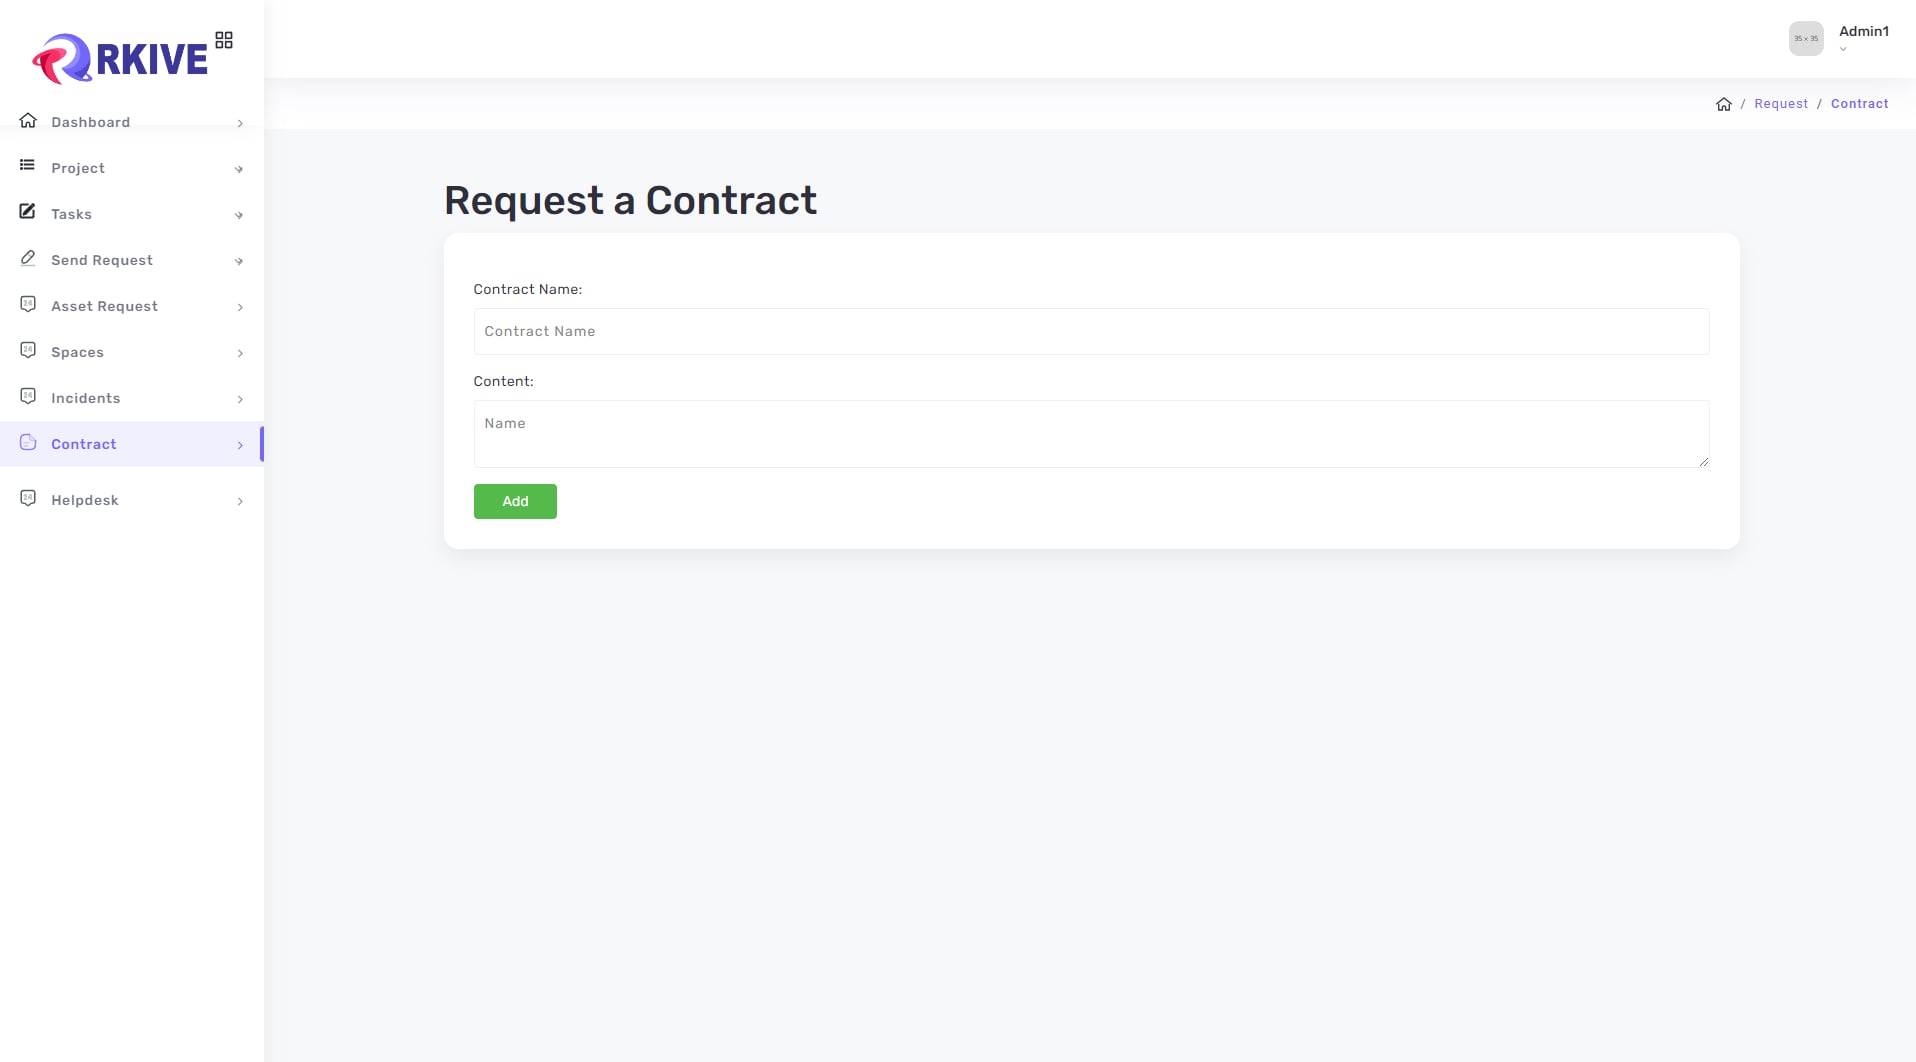 RKIVE
Admin1
35 × 35
/ Request / Contract
Dashboard
Project
Tasks
Send Request
Asset Request
Spaces
Incidents
Contract
Helpdesk
Request a Contract
Contract Name:
Contract Name
Content:
Name
Add